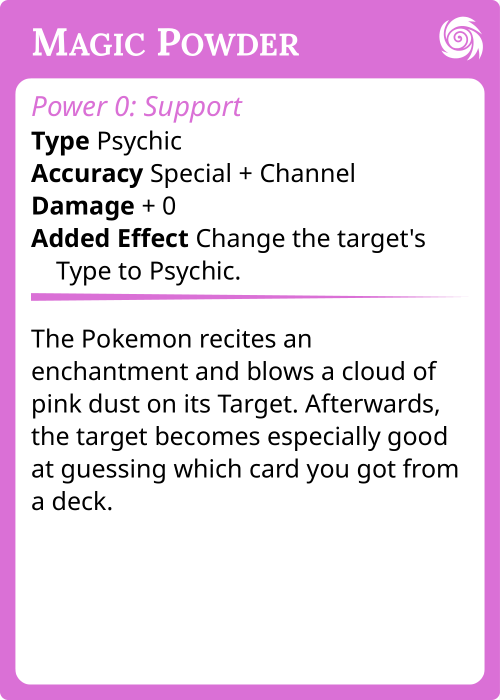 Magic Powder
Power 0: Support
Type Psychic
Accuracy Special + Channel
Damage + 0
Added Effect Change the target's
Type to Psychic.
The Pokemon recites an
enchantment and blows a cloud of
pink dust on its Target. Afterwards,
the target becomes especially good
at guessing which card you got from
a deck.